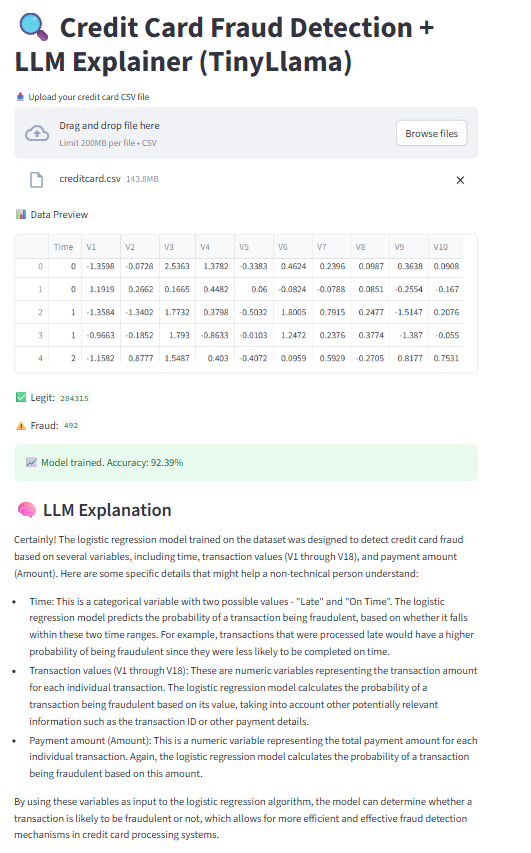 Credit Card Fraud Detection +
LLM Explainer (TinyLlama)
Upload your credit card CSV file
Drag and drop file here
Limit 200MB per file • CSV
Browse files
creditcard.csv 143.8MB
Data Preview
Time V1 V2 V3 V4 V5 V6 V7 V8 V9 V10
0 0 -1.3598 -0.0728 2.5363 1.3782 -0.3383 0.4624 0.2396 0.0987 0.3638 0.0908
1 0 1.1919 0.2662 0.1665 0.4482 0.06 -0.0824 -0.0788 0.0851 -0.2554 -0.167
2 1 -1.3584 -1.3402 1.7732 0.3798 -0.5032 1.8005 0.7915 0.2477 -1.5147 0.2076
3 1 -0.9663 -0.1852 1.793 -0.8633 -0.0103 1.2472 0.2376 0.3774 -1.387 -0.055
4 2 -1.1582 0.8777 1.5487 0.403 -0.4072 0.0959 0.5929 -0.2705 0.8177 0.7531
Legit: 284315
Fraud: 492
Model trained. Accuracy: 92.39%
LLM Explanation
Certainly! The logistic regression model trained on the dataset was designed to detect credit card fraud
based on several variables, including time, transaction values (V1 through V18), and payment amount
(Amount). Here are some specific details that might help a non-technical person understand:
• Time: This is a categorical variable with two possible values - "Late" and "On Time". The logistic
regression model predicts the probability of a transaction being fraudulent, based on whether it falls
within these two time ranges. For example, transactions that were processed late would have a higher
probability of being fraudulent since they were less likely to be completed on time.
• Transaction values (V1 through V18): These are numeric variables representing the transaction amount
for each individual transaction. The logistic regression model calculates the probability of a
transaction being fraudulent based on its value, taking into account other potentially relevant
information such as the transaction ID or other payment details.
• Payment amount (Amount): This is a numeric variable representing the total payment amount for each
individual transaction. Again, the logistic regression model calculates the probability of a transaction
being fraudulent based on this amount.
By using these variables as input to the logistic regression algorithm, the model can determine whether a
transaction is likely to be fraudulent or not, which allows for more efficient and effective fraud detection
mechanisms in credit card processing systems.